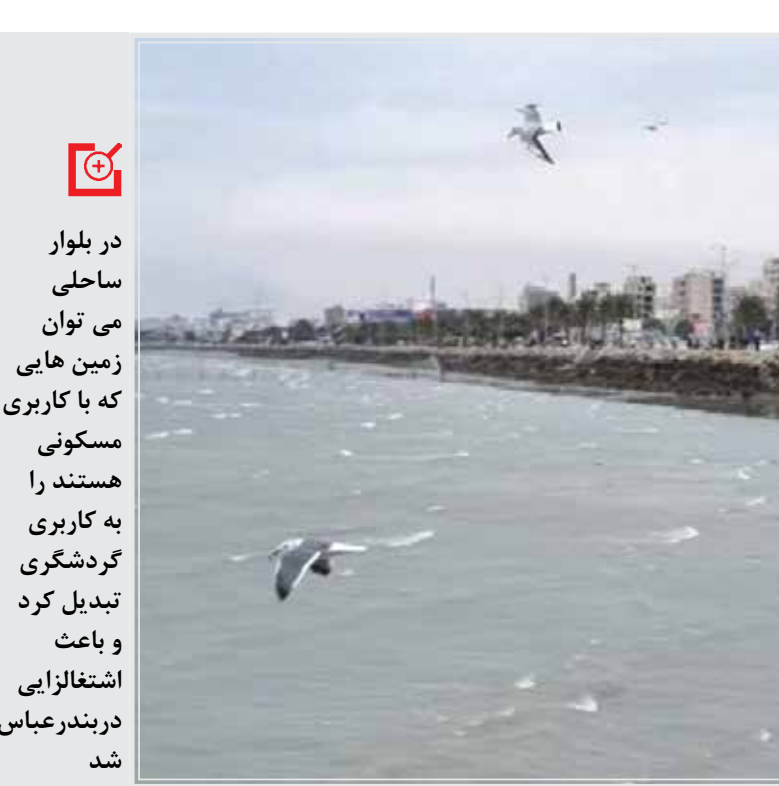 در بلوار
ساحلی
می توان
زمین هایی
که با کاربری
مسکونی
هستند را
به کاربری
گردشگری
تبدیل کرد
و باعث
اشتغالزایی
دربندرعباس
شد